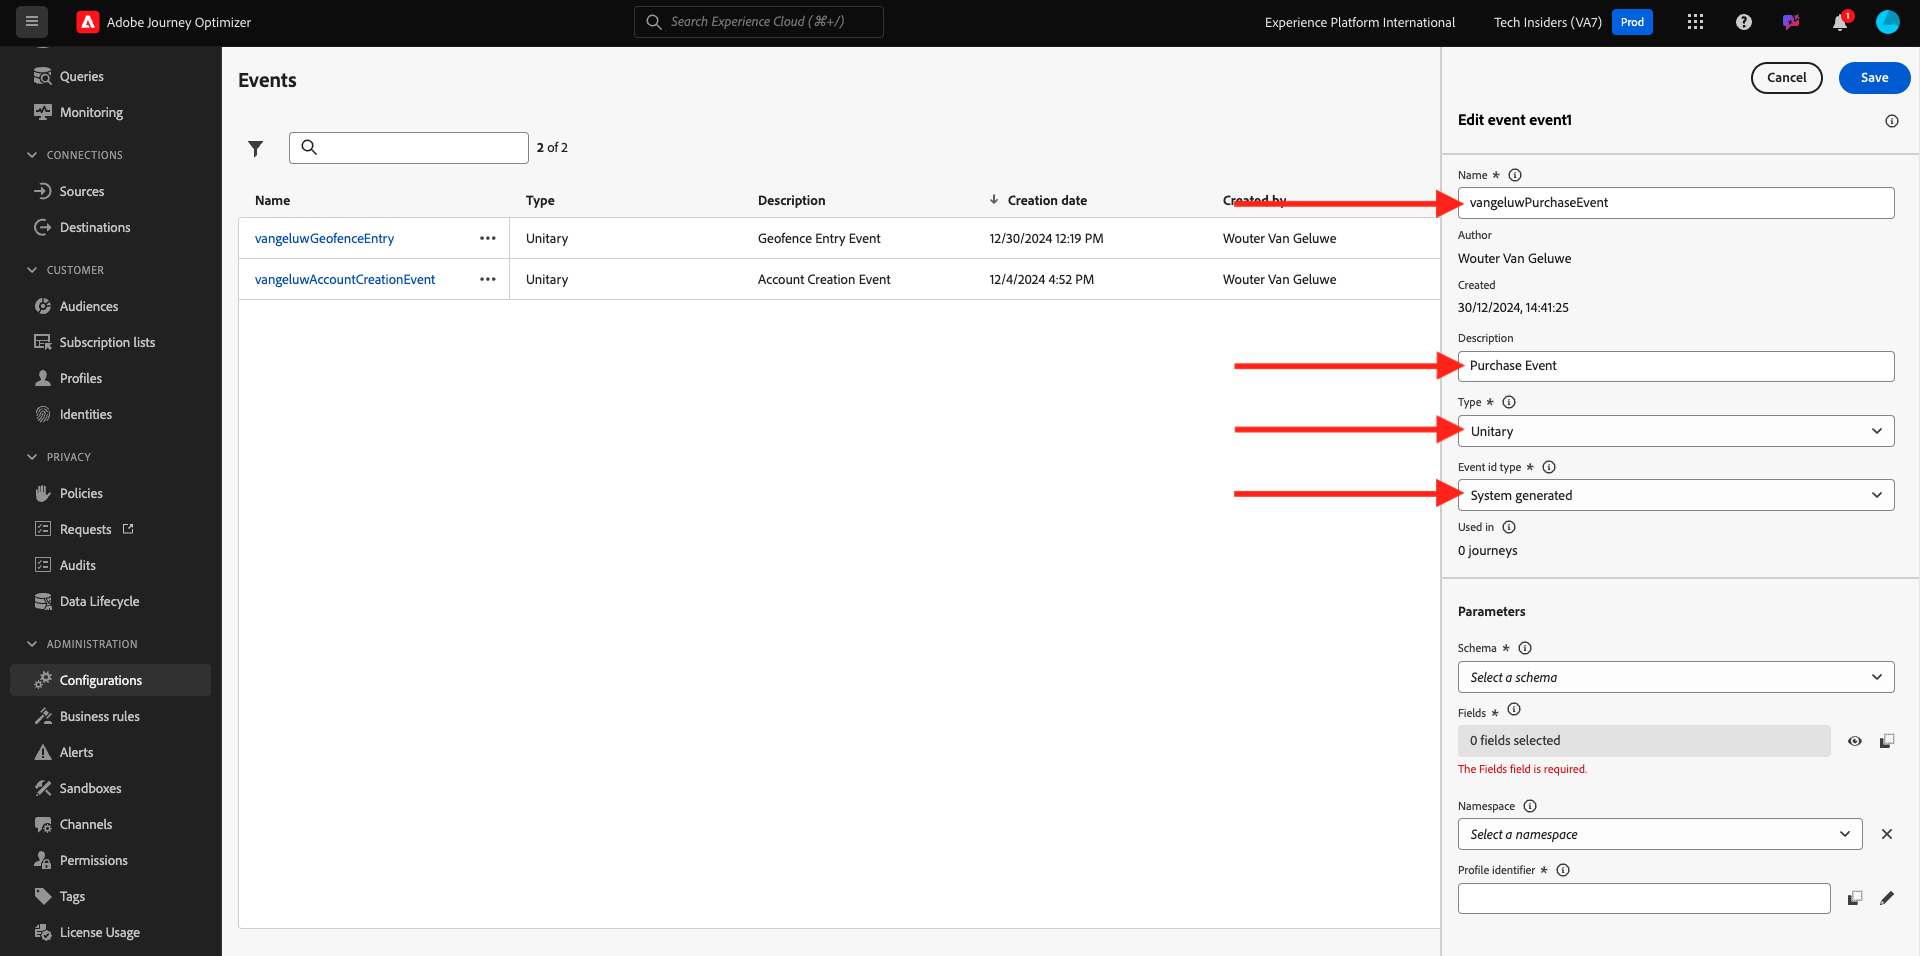 Adobe Journey Optimizer
Search Experience Cloud (⌘+/)
Experience Platform International
Tech Insiders (VA7)
Prod
1
Queries
Monitoring
CONNECTIONS
Sources
Destinations
CUSTOMER
Audiences
Subscription lists
Profiles
Identities
PRIVACY
Policies
Requests
Audits
Data Lifecycle
ADMINISTRATION
Configurations
Business rules
Alerts
Sandboxes
Channels
Permissions
Tags
License Usage
Events
2 of 2
Name Type Description Creation date Created by
vangeluwGeofenceEntry Unitary Geofence Entry Event 12/30/2024 12:19 PM Wouter Van Geluwe
vangeluwAccountCreationEvent Unitary Account Creation Event 12/4/2024 4:52 PM Wouter Van Geluwe
Cancel
Save
Edit event event1
Name *
vangeluwPurchaseEvent
Author
Wouter Van Geluwe
Created
30/12/2024, 14:41:25
Description
Purchase Event
Type *
Unitary
Event id type *
System generated
Used in
0 journeys
Parameters
Schema *
Select a schema
Fields *
0 fields selected
The Fields field is required.
Namespace
Select a namespace
Profile identifier *